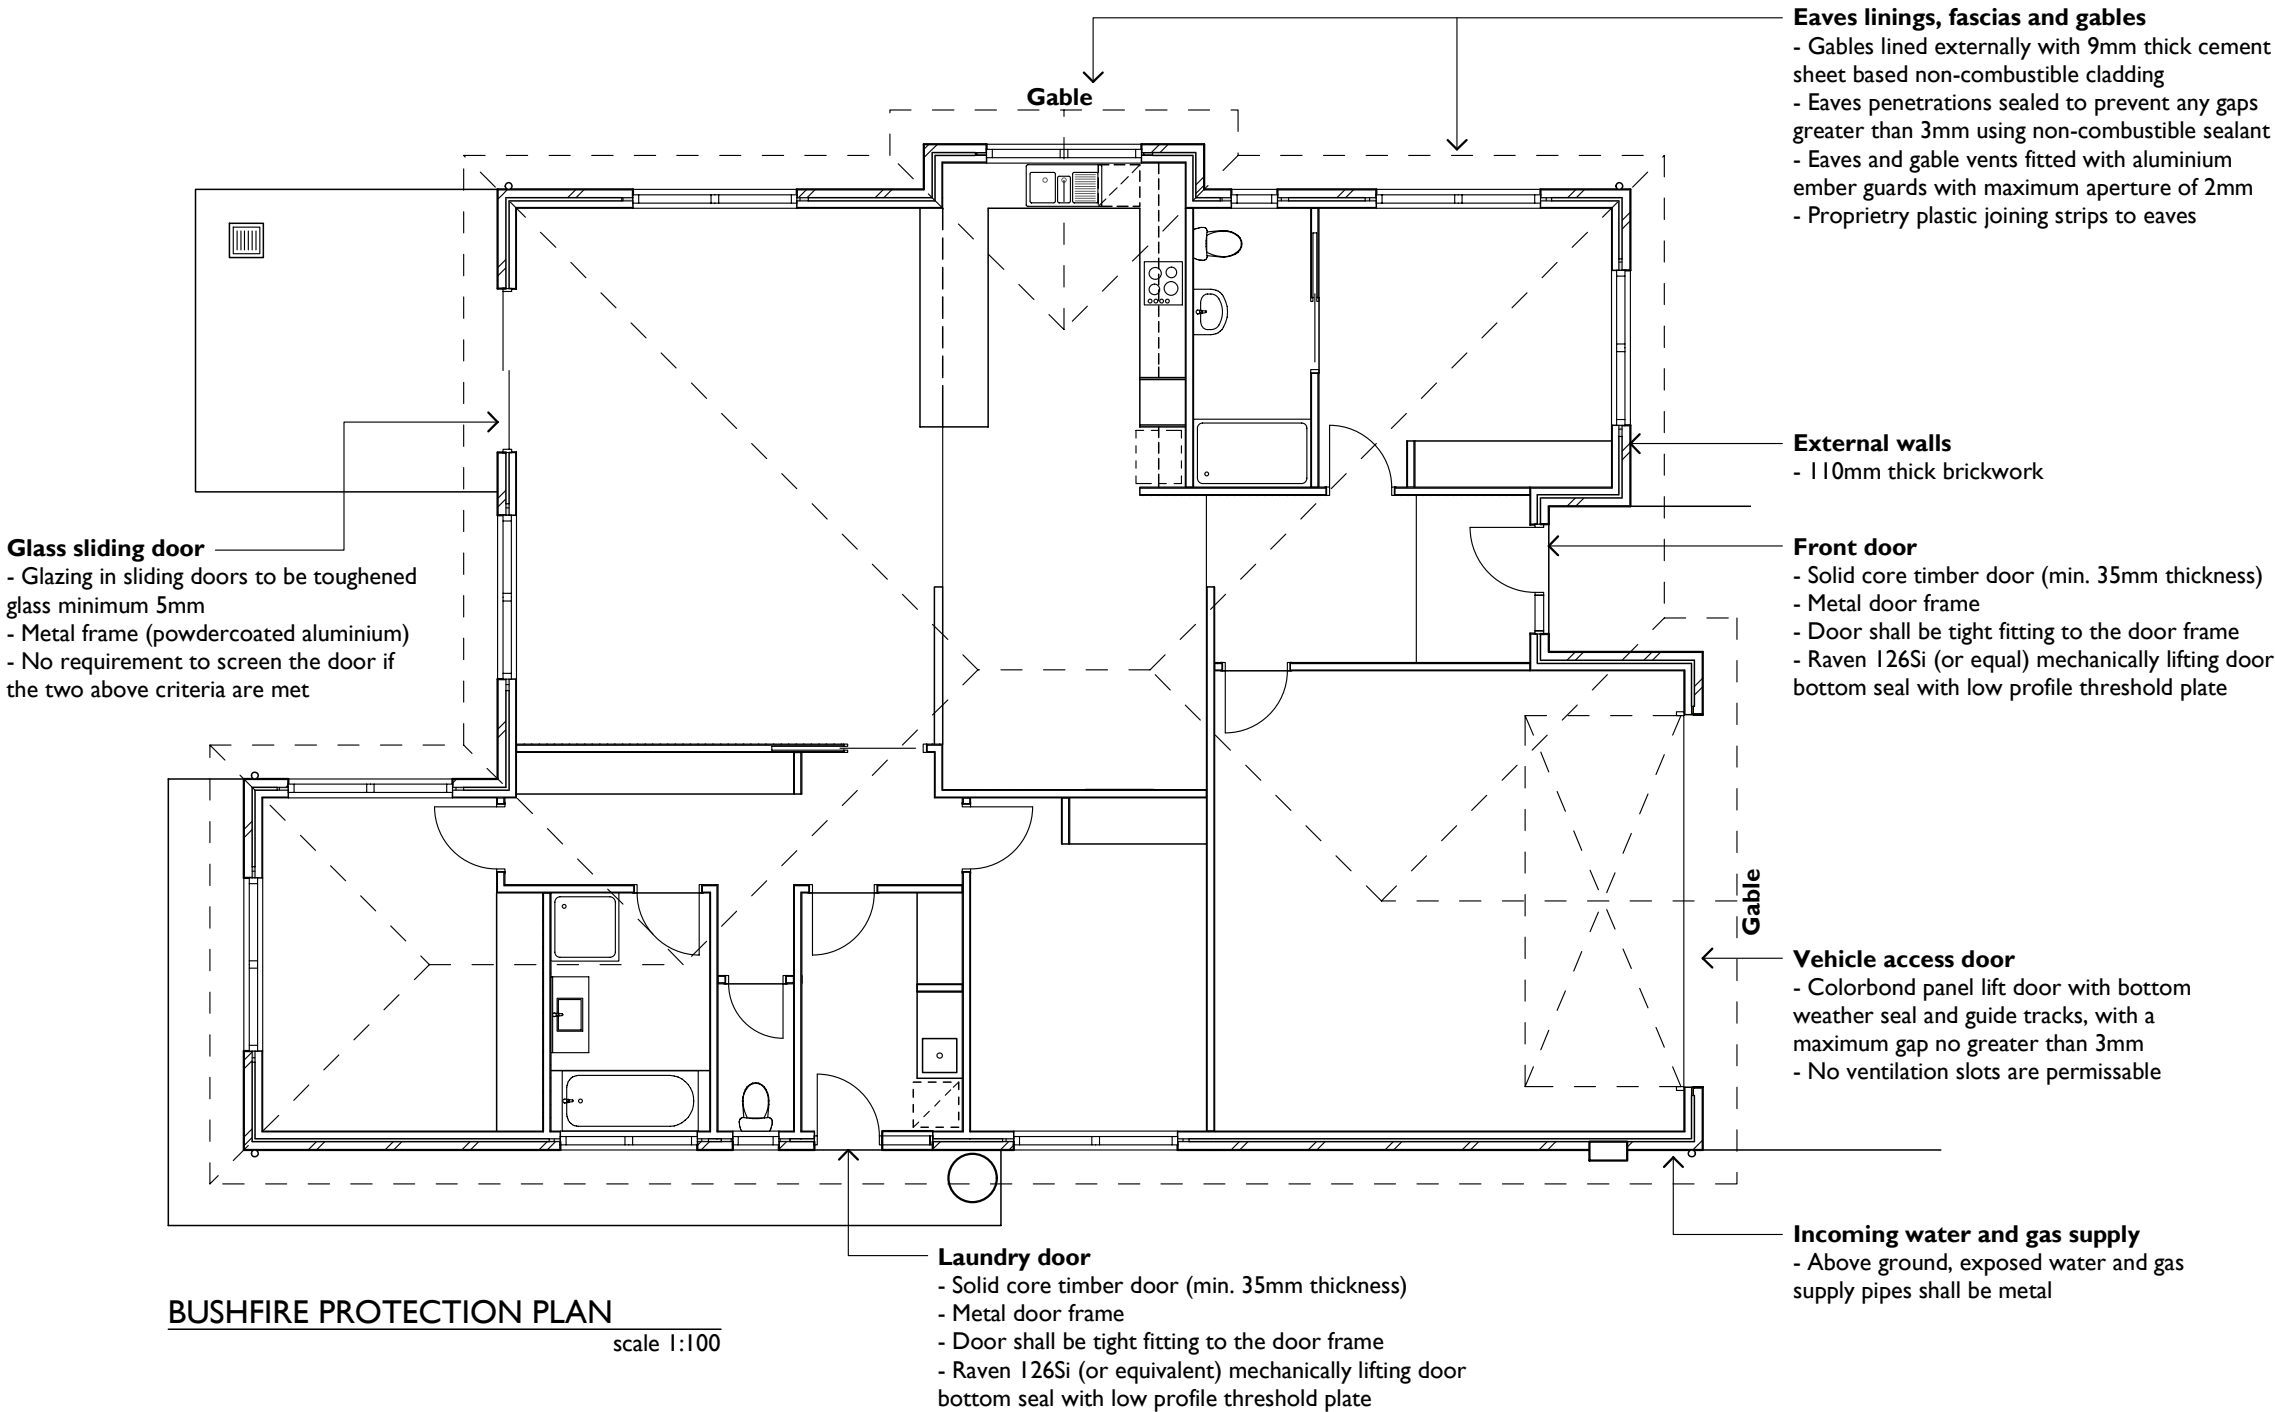 Eaves linings, fascias and gables
- Gables lined externally with 9mm thick cement
sheet based non-combustible cladding
- Eaves penetrations sealed to prevent any gaps
greater than 3mm using non-combustible sealant
- Eaves and gable vents fitted with aluminium
ember guards with maximum aperture of 2mm
- Proprietry plastic joining strips to eaves
Gable
External walls
- 110mm thick brickwork
Glass sliding door
- Glazing in sliding doors to be toughened
glass minimum 5mm
- Metal frame (powdercoated aluminium)
- No requirement to screen the door if
the two above criteria are met
Front door
- Solid core timber door (min. 35mm thickness)
- Metal door frame
- Door shall be tight fitting to the door frame
- Raven 126Si (or equal) mechanically lifting door
bottom seal with low profile threshold plate
Gable
Vehicle access door
- Colorbond panel lift door with bottom
weather seal and guide tracks, with a
maximum gap no greater than 3mm
- No ventilation slots are permissable
Incoming water and gas supply
- Above ground, exposed water and gas
supply pipes shall be metal
Laundry door
- Solid core timber door (min. 35mm thickness)
- Metal door frame
- Door shall be tight fitting to the door frame
- Raven 126Si (or equivalent) mechanically lifting door
bottom seal with low profile threshold plate
BUSHFIRE PROTECTION PLAN
scale 1:100